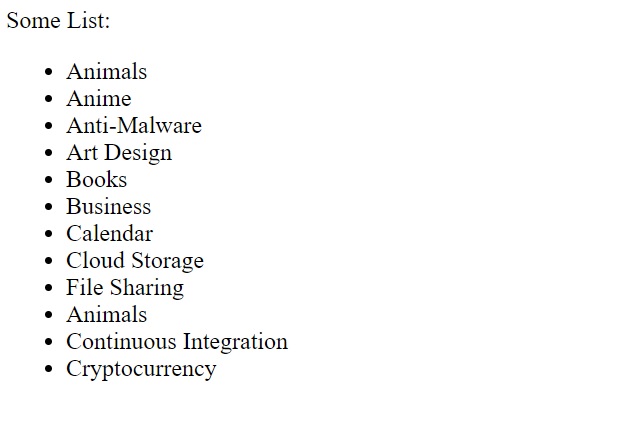 Some List:
• Animals
• Anime
• Anti-Malware
• Art Design
• Books
• Business
• Calendar
• Cloud Storage
• File Sharing
• Animals
• Continuous Integration
• Cryptocurrency